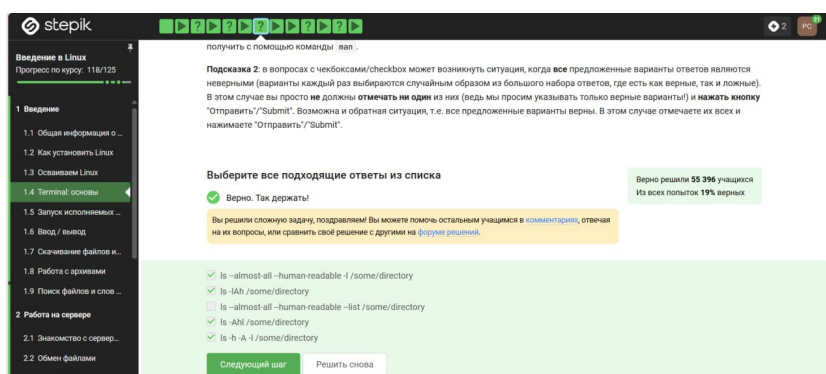 stepik
2
PC
21
Введение в Linux
Прогресс по курсу: 118/125
1 Введение
1.1 Общая информация о ...
1.2 Как установить Linux
1.3 Осваиваем Linux
1.4 Terminal: основы
1.5 Запуск исполняемых ...
1.6 Ввод / вывод
1.7 Скачивание файлов и...
1.8 Работа с архивами
1.9 Поиск файлов и слов ...
2 Работа на сервере
2.1 Знакомство с сервер...
2.2 Обмен файлами
получить с помощью команды man .
Подсказка 2: в вопросах с чекбоксами/checkbox может возникнуть ситуация, когда все предложенные варианты ответов являются
неверными (варианты каждый раз выбираются случайным образом из большого набора ответов, где есть как верные, так и ложные).
В этом случае вы просто не должны отмечать ни один из них (ведь мы просим указывать только верные варианты!) и нажать кнопку
"Отправить"/"Submit". Возможна и обратная ситуация, т.е. все предложенные варианты верны. В этом случае отмечаете их всех и
нажимаете "Отправить"/"Submit".
Выберите все подходящие ответы из списка
Верно. Так держать!
Вы решили сложную задачу, поздравляем! Вы можете помочь остальным учащимся в комментариях, отвечая
на их вопросы, или сравнить своё решение с другими на форуме решений.
Верно решили 55 396 учащихся
Из всех попыток 19% верных
ls --almost-all --human-readable -l /some/directory
ls -lAh /some/directory
ls --almost-all --human-readable --list /some/directory
ls -Ahl /some/directory
ls -h -A -l /some/directory
Следующий шаг
Решить снова